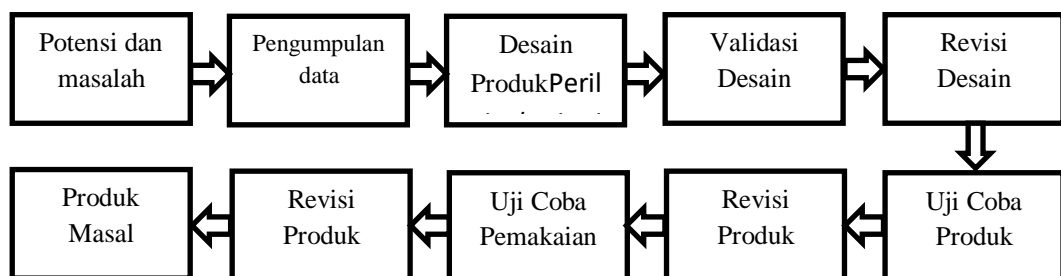 Potensi dan
masalah
Pengumpulan
data
Desain
ProdukPeril
Validasi
Desain
Revisi
Desain
Uji Coba
Produk
Revisi
Produk
Uji Coba
Pemakaian
Revisi
Produk
Produk
Masal